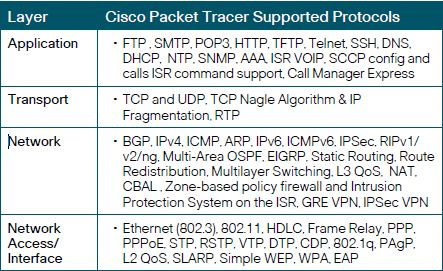 Layer Cisco Packet Tracer Supported Protocols
Application • FTP , SMTP, POP3, HTTP, TFTP, Telnet, SSH, DNS,
DHCP, NTP, SNMP, AAA, ISR VOIP, SCCP config and
calls ISR command support, Call Manager Express
Transport • TCP and UDP, TCP Nagle Algorithm & IP
Fragmentation, RTP
Network • BGP, IPv4, ICMP, ARP, IPv6, ICMPv6, IPSec, RIPv1/
v2/ng, Multi-Area OSPF, EIGRP, Static Routing, Route
Redistribution, Multilayer Switching, L3 QoS, NAT,
CBAL , Zone-based policy firewall and Intrusion
Protection System on the ISR, GRE VPN, IPSec VPN
Network • Ethernet (802.3), 802.11, HDLC, Frame Relay, PPP,
Access/ PPPoE, STP, RSTP, VTP, DTP, CDP, 802.1q, PAgP,
Interface L2 QoS, SLARP, Simple WEP, WPA, EAP